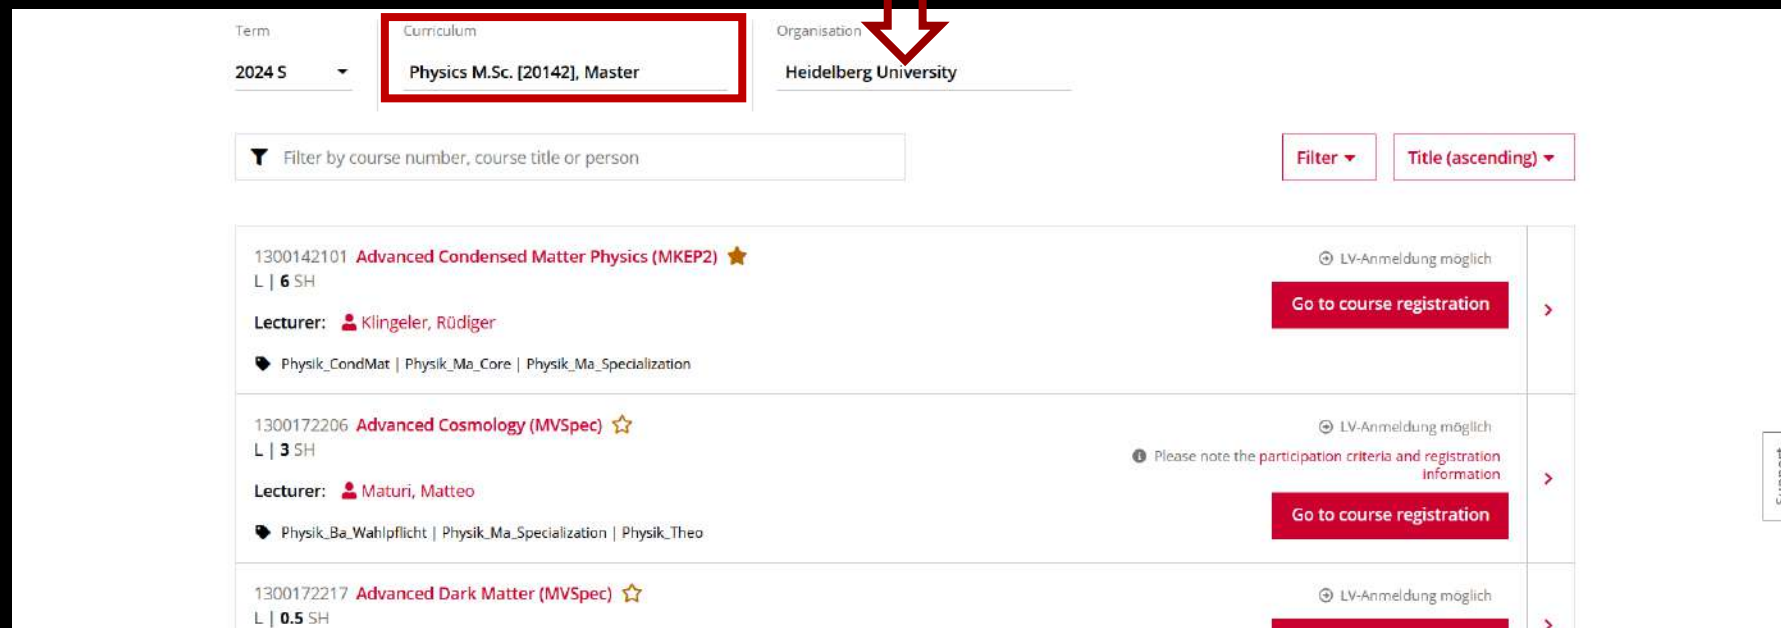 Term
Curriculum
Organisation
2024 S
Physics M.Sc. [20142], Master
Heidelberg University
Filter by course number, course title or person
Filter
Title (ascending)
1300142101 Advanced Condensed Matter Physics (MKEP2)
LV-Anmeldung möglich
L | 6 SH
Go to course registration
Lecturer: Klingeler, Rüdiger
Physik_CondMat | Physik_Ma_Core | Physik_Ma_Specialization
1300172206 Advanced Cosmology (MVSpec)
LV-Anmeldung möglich
L | 3 SH
Please note the participation criteria and registration
information
Lecturer: Maturi, Matteo
Go to course registration
Physik_Ba_Wahlpflicht | Physik_Ma_Specialization | Physik_Theo
1300172217 Advanced Dark Matter (MVSpec)
LV-Anmeldung möglich
L | 0.5 SH